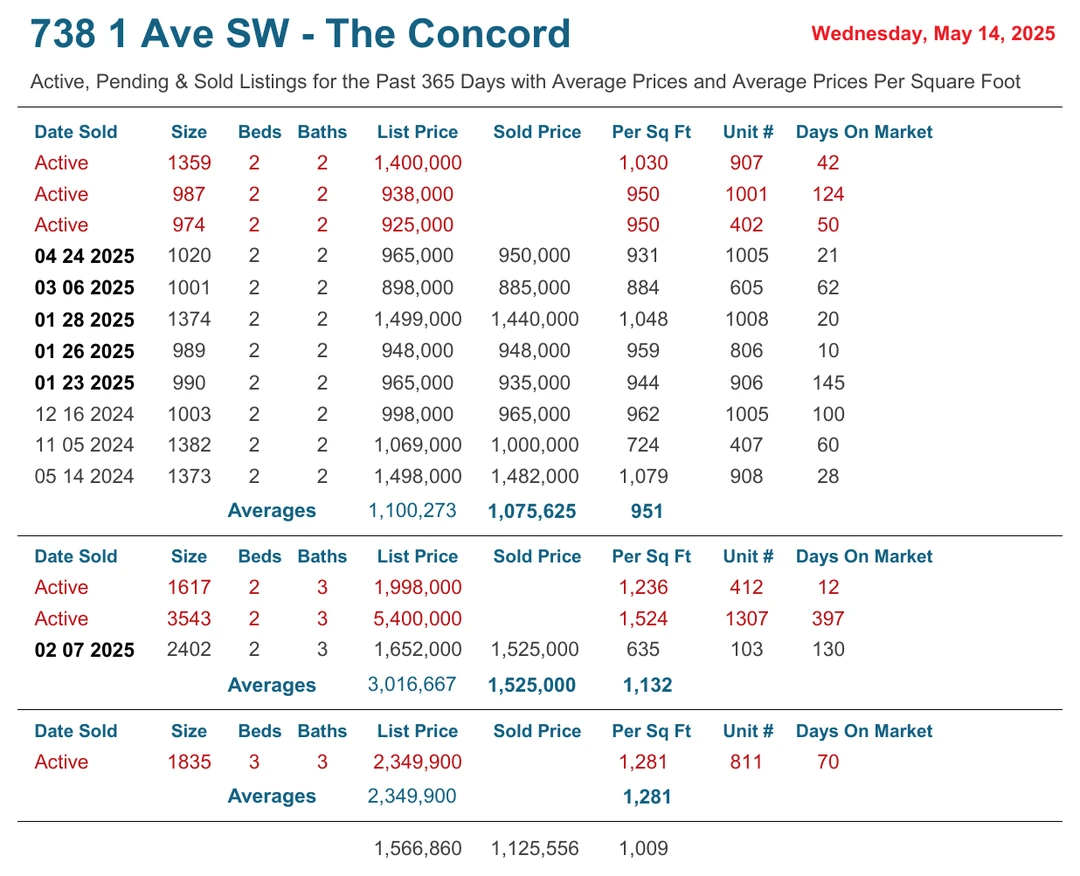 738 1 Ave SW - The Concord Wednesday, May 14, 2025
Active, Pending & Sold Listings for the Past 365 Days with Average Prices and Average Prices Per Square Foot
Date Sold Size Beds Baths List Price Sold Price Per Sq Ft Unit # Days On Market
Active 1359 2 2 1,400,000 1,030 907 42
Active 987 2 2 938,000 950 1001 124
Active 974 2 2 925,000 950 402 50
04 24 2025 1020 2 2 965,000 950,000 931 1005 21
03 06 2025 1001 2 2 898,000 885,000 884 605 62
01 28 2025 1374 2 2 1,499,000 1,440,000 1,048 1008 20
01 26 2025 989 2 2 948,000 948,000 959 806 10
01 23 2025 990 2 2 965,000 935,000 944 906 145
12 16 2024 1003 2 2 998,000 965,000 962 1005 100
11 05 2024 1382 2 2 1,069,000 1,000,000 724 407 60
05 14 2024 1373 2 2 1,498,000 1,482,000 1,079 908 28
Averages 1,100,273 1,075,625 951
Date Sold Size Beds Baths List Price Sold Price Per Sq Ft Unit # Days On Market
Active 1617 2 3 1,998,000 1,236 412 12
Active 3543 2 3 5,400,000 1,524 1307 397
02 07 2025 2402 2 3 1,652,000 1,525,000 635 103 130
Averages 3,016,667 1,525,000 1,132
Date Sold Size Beds Baths List Price Sold Price Per Sq Ft Unit # Days On Market
Active 1835 3 3 2,349,900 1,281 811 70
Averages 2,349,900 1,281
1,566,860 1,125,556 1,009